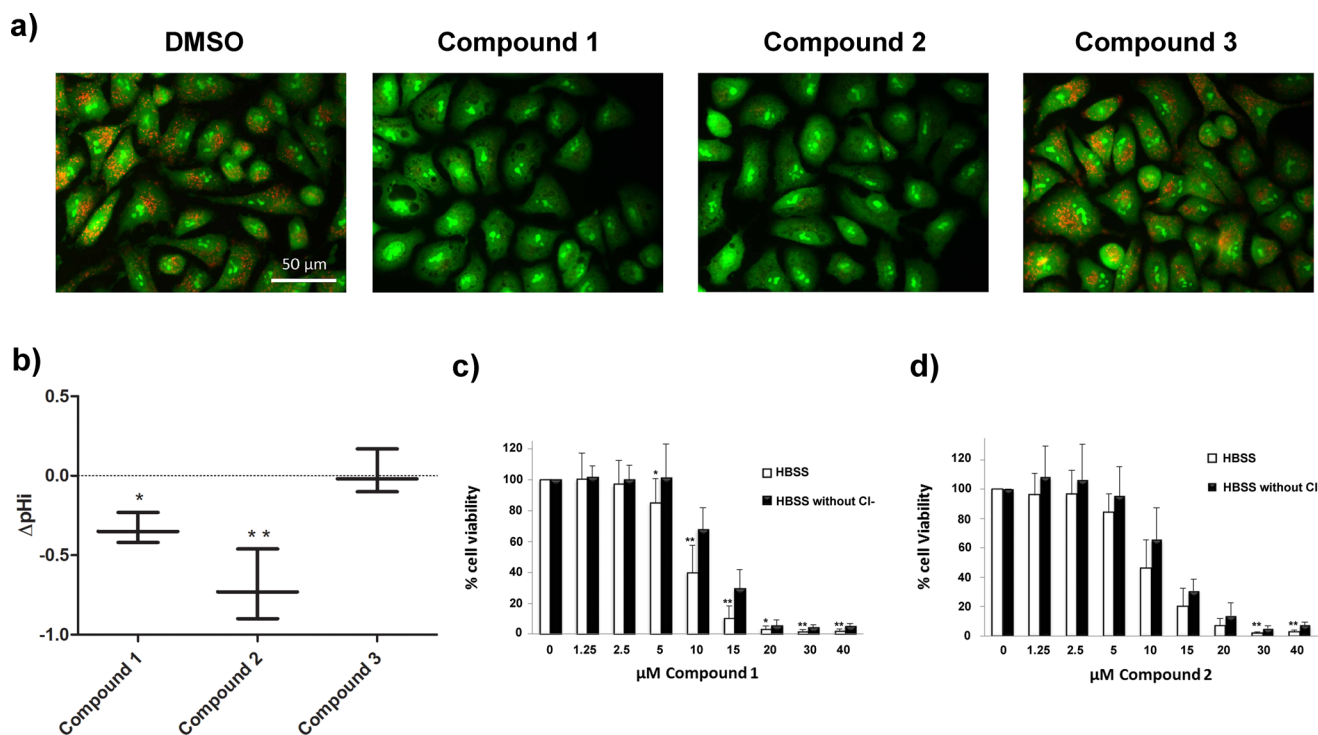 a)
DMSO
Compound 1
Compound 2
Compound 3
50 µm
b)
0.5
0.0
-0.5
-1.0
ΔpHi
*
* *
Compound 1
Compound 2
Compound 3
c)
120
100
80
60
40
20
0
% cell viability
*
**
**
*
**
**
HBSS
HBSS without Cl-
0 1.25 2.5 5 10 15 20 30 40
µM Compound 1
d)
120
100
80
60
40
20
0
% cell Viability
**
**
HBSS
HBSS without Cl
0 1.25 2.5 5 10 15 20 30 40
µM Compound 2